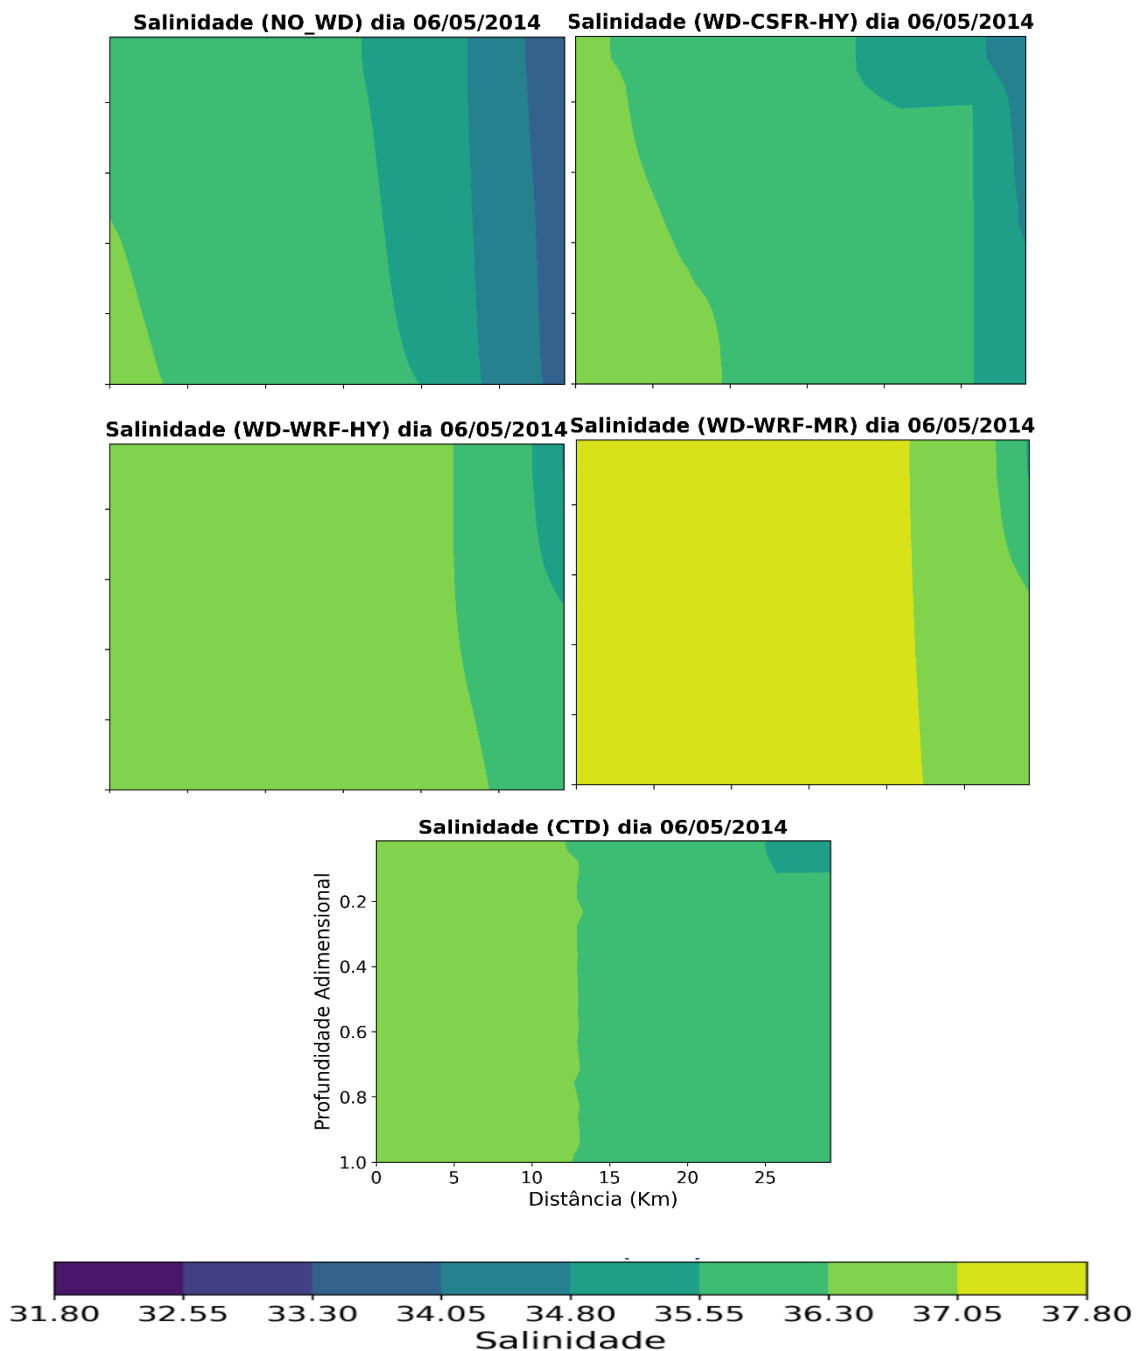 Salinidade (NO_WD) dia 06/05/2014
Salinidade (WD-CSFR-HY) dia 06/05/2014
Salinidade (WD-WRF-HY) dia 06/05/2014
Salinidade (WD-WRF-MR) dia 06/05/2014
Salinidade (CTD) dia 06/05/2014
Profundidade Adimensional
0.2
0.4
0.6
0.8
1.0
0 5 10 15 20 25
Distância (Km)
31.80 32.55 33.30 34.05 34.80 35.55 36.30 37.05 37.80
Salinidade